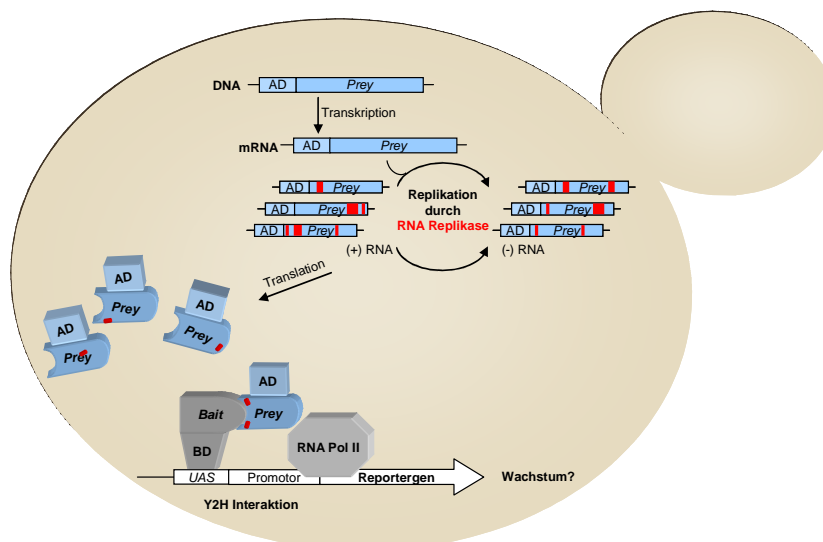 DNA
AD
Prey
Transkription
mRNA
AD
Prey
AD
Prey
AD
Prey
AD
Prey
Replikation
durch
RNA Replikase
AD
Prey
AD
Prey
AD
Prey
(+) RNA
(-) RNA
Translation
AD
Prey
AD
Prey
AD
Prey
AD
Bait
Prey
BD
RNA Pol II
UAS
Promotor
Reportergen
Wachstum?
Y2H Interaktion